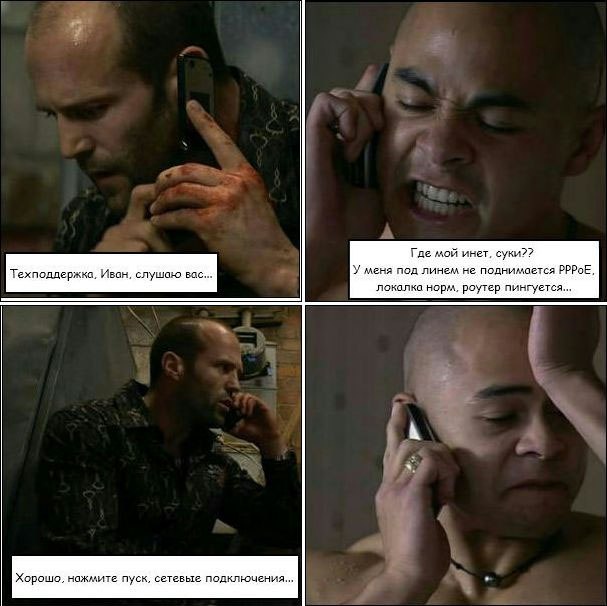 Техподдержка, Иван, слушаю вас...
Где мой инет, суки??
У меня под линем не поднимается PPPoE,
локалка норм, роутер пингуется...
Хорошо, нажмите пуск, сетевые подключения...